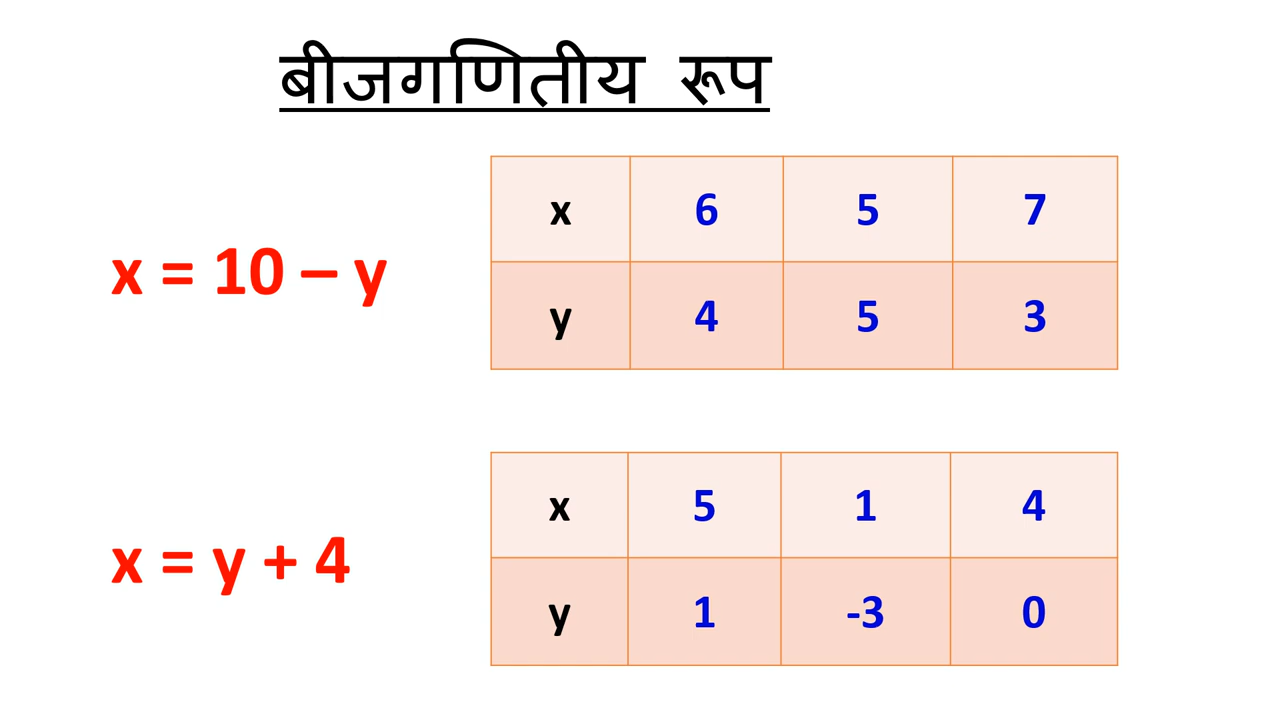 बीजगणितीय रूप
x = 10 – y
x 6 5 7
y 4 5 3
x = y + 4
x 5 1 4
y 1 -3 0